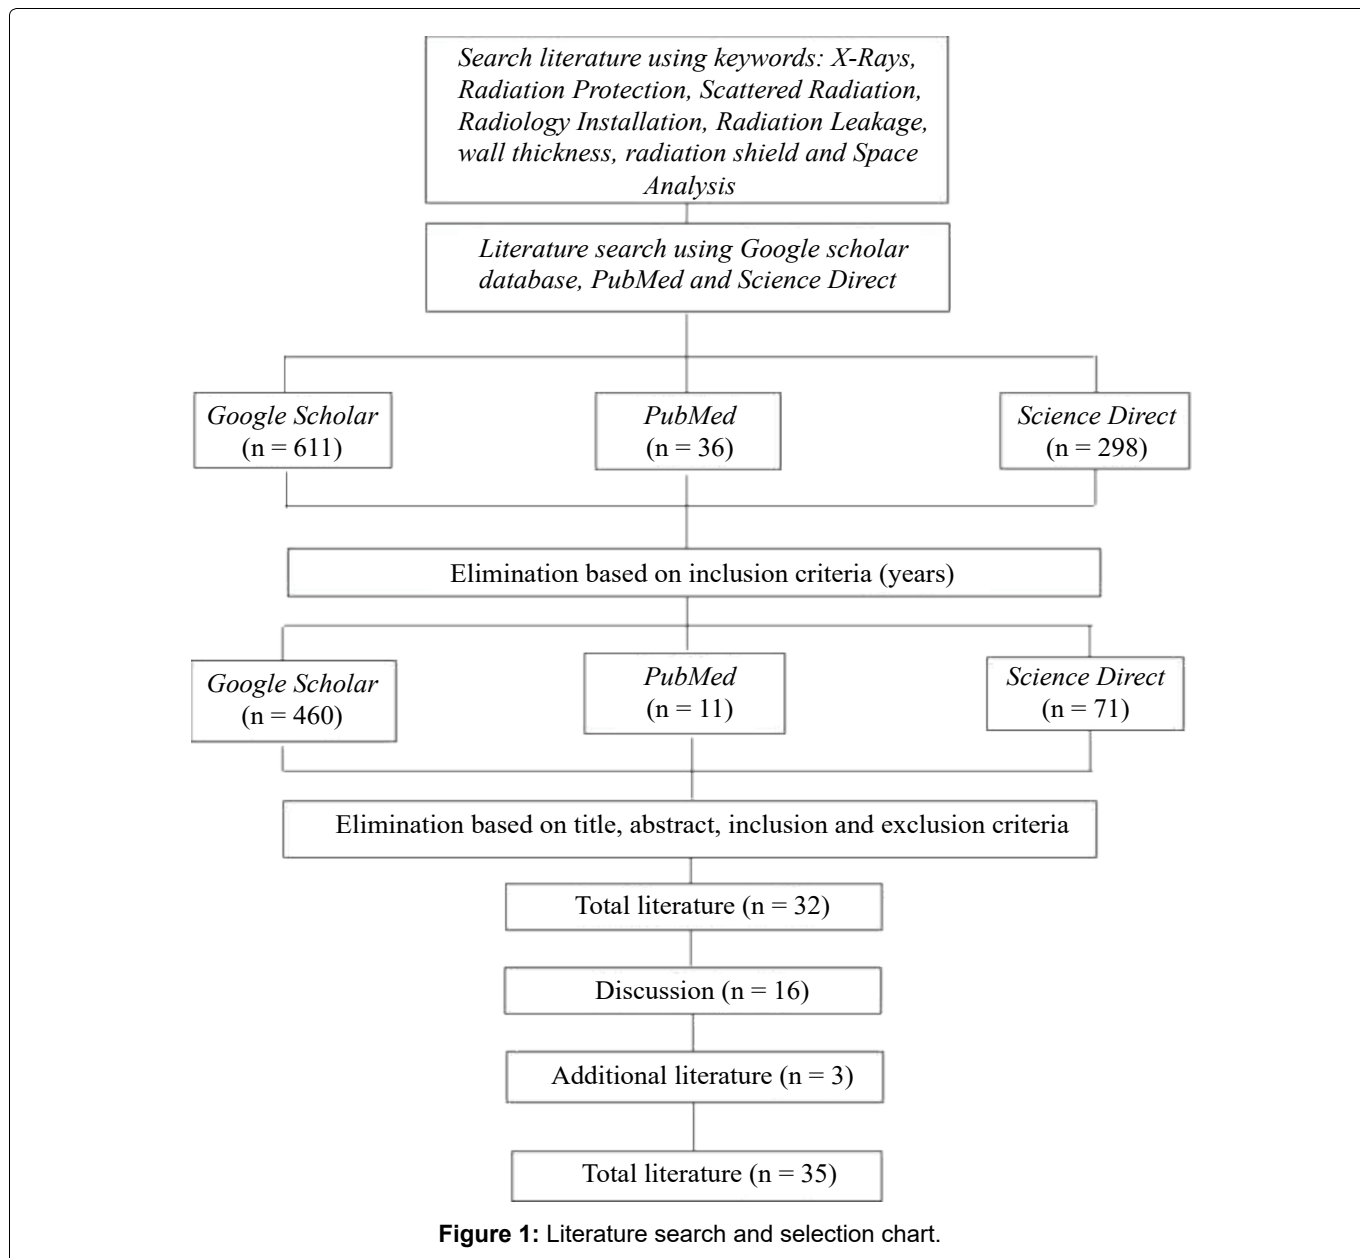 Search literature using keywords: X-Rays,
Radiation Protection, Scattered Radiation,
Radiology Installation, Radiation Leakage,
wall thickness, radiation shield and Space
Analysis
Literature search using Google scholar
database, PubMed and Science Direct
Google Scholar
(n = 611)
PubMed
(n = 36)
Science Direct
(n = 298)
Elimination based on inclusion criteria (years)
Google Scholar
(n = 460)
PubMed
(n = 11)
Science Direct
(n = 71)
Elimination based on title, abstract, inclusion and exclusion criteria
Total literature (n = 32)
Discussion (n = 16)
Additional literature (n = 3)
Total literature (n = 35)
Figure 1: Literature search and selection chart.